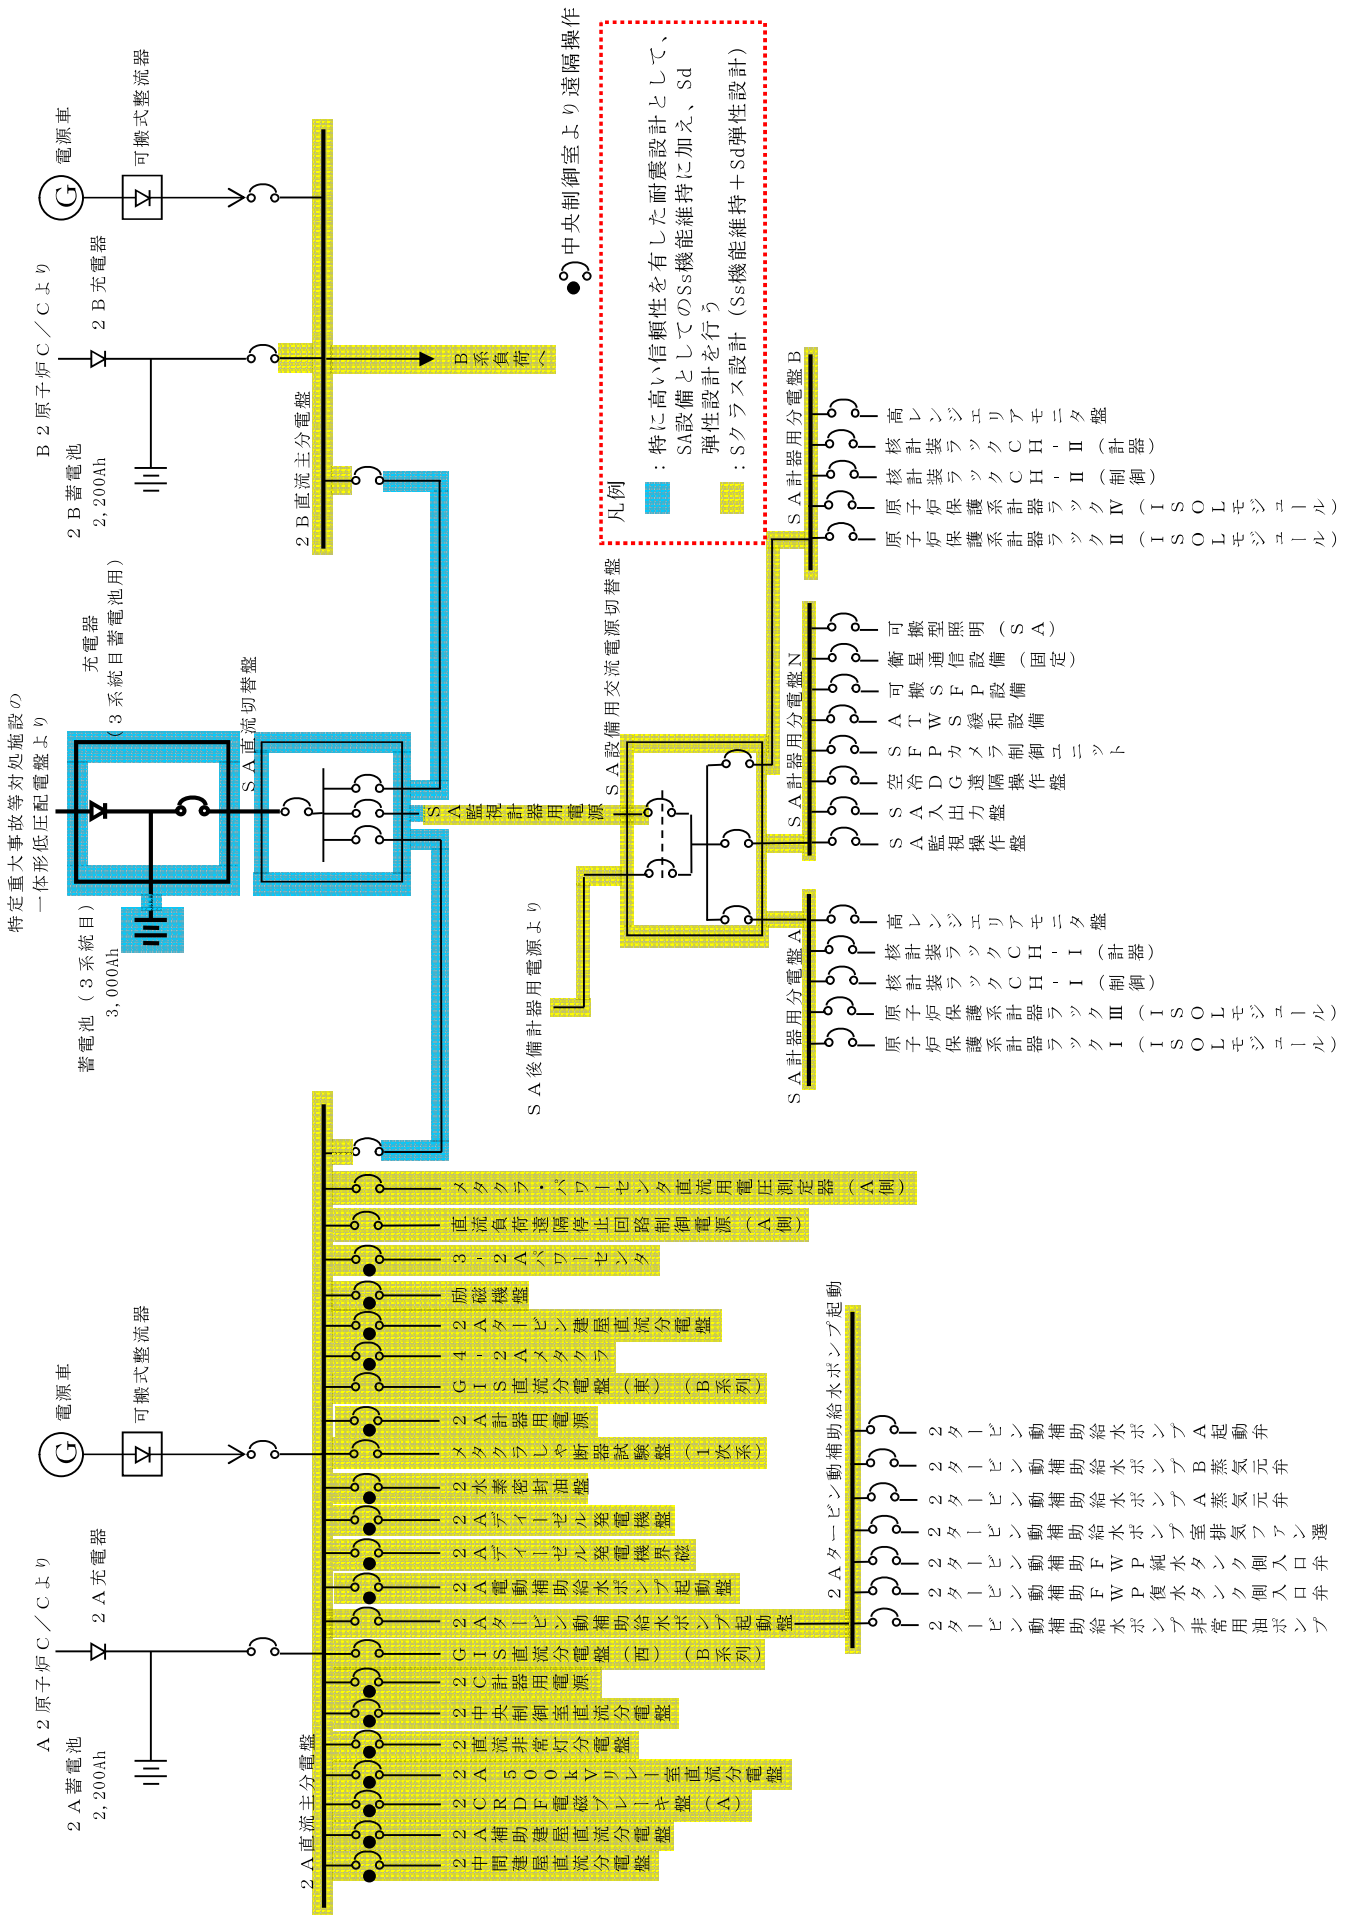 特定重大事故等対処施設の
一体形低圧配電盤より
充電器
(3系統目蓄電池用)
蓄電池(3系統目)
3,000Ah
SA直流切替盤
A2原子炉C/Cより
2A充電器
2A蓄電池
2,200Ah
電源車
G
可搬式整流器
B2原子炉C/Cより
2B充電器
2B蓄電池
2,200Ah
電源車
G
可搬式整流器
2A直流主分電盤
2B直流主分電盤
B系負荷へ
SA監視計器用電源
SA後備計器用電源より
SA設備用交流電源切替盤
中央制御室より遠隔操作
凡例
：特に高い信頼性を有した耐震設計として、
SA設備としてのSs機能維持に加え、Sd
弾性設計を行う
：Sクラス設計(Ss機能維持＋Sd弾性設計)
2中間建屋直流分電盤
2A補助建屋直流分電盤
2CRDF電磁ブレーキ盤(A)
2A 500kVリレー室直流分電盤
2直流非常灯分電盤
2中央制御室直流分電盤
2C計器用電源
GIS直流分電盤(西)(B系列)
2Aタービン動補助給水ポンプ起動盤
2A電動補助給水ポンプ起動盤
2Aディーゼル発電機界磁
2Aディーゼル発電機盤
2水素密封油盤
メタクラしゃ断器試験盤(1次系)
2A計器用電源
GIS直流分電盤(東)(B系列)
4-2Aメタクラ
2Aタービン建屋直流分電盤
励磁機盤
3-2Aパワーセンタ
直流負荷遠隔停止回路制御電源(A側)
メタクラ・パワーセンタ直流用電圧測定器(A側)
2Aタービン動補助給水ポンプ起動
2タービン動補助給水ポンプ非常用油ポンプ
2タービン動補助FWP復水タンク側入口弁
2タービン動補助FWP純水タンク側入口弁
2タービン動補助給水ポンプ室排気ファン選
2タービン動補助給水ポンプA蒸気元弁
2タービン動補助給水ポンプB蒸気元弁
2タービン動補助給水ポンプA起動弁
SA計器用分電盤A
原子炉保護系計器ラックⅠ(ISOLモジュール)
原子炉保護系計器ラックⅢ(ISOLモジュール)
核計装ラックCH-Ⅰ(制御)
核計装ラックCH-Ⅰ(計器)
高レンジエリアモニタ盤
SA計器用分電盤N
SA監視操作盤
SA入出力盤
空冷DG遠隔操作盤
SFPカメラ制御ユニット
ATWS緩和設備
可搬SFP設備
衛星通信設備(固定)
可搬型照明(SA)
SA計器用分電盤B
原子炉保護系計器ラックⅡ(ISOLモジュール)
原子炉保護系計器ラックⅣ(ISOLモジュール)
核計装ラックCH-Ⅱ(制御)
核計装ラックCH-Ⅱ(計器)
高レンジエリアモニタ盤